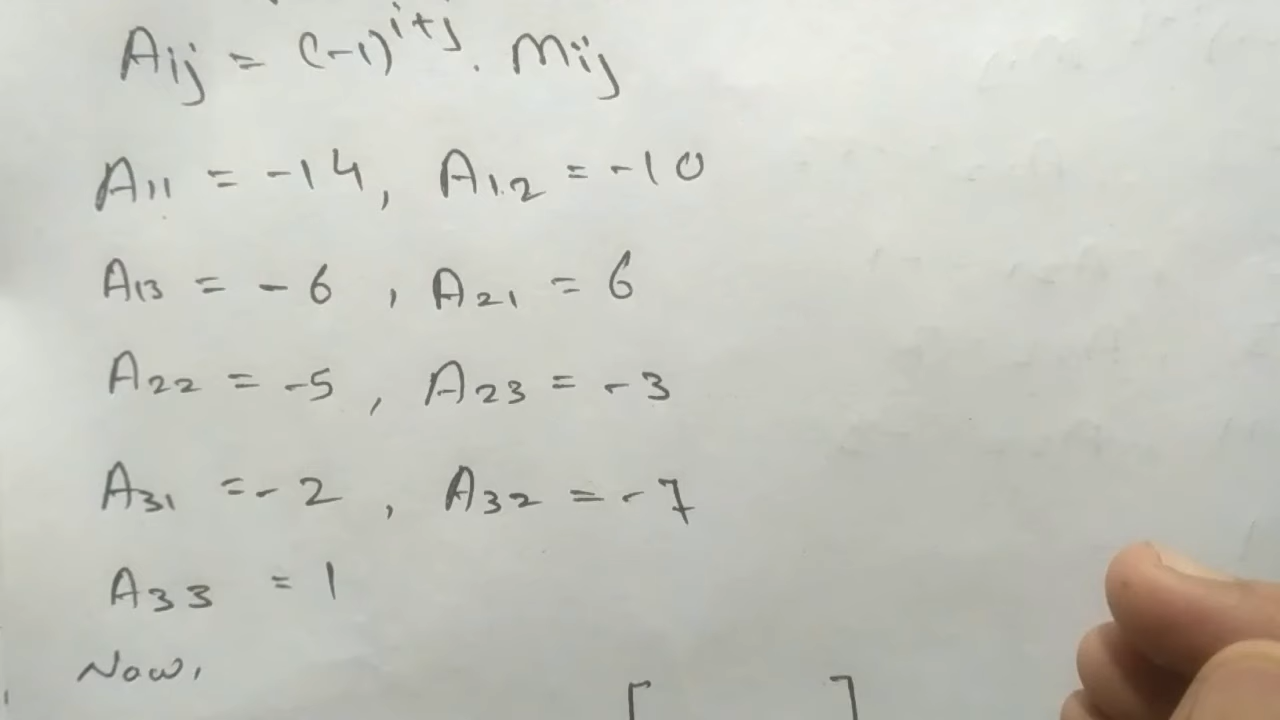 Aij = (-1)^i+j . Mij
A11 = -14, A12 = -10
A13 = -6, A21 = 6
A22 = -5, A23 = -3
A31 = -2, A32 = -7
A33 = 1
Now,
[ ]